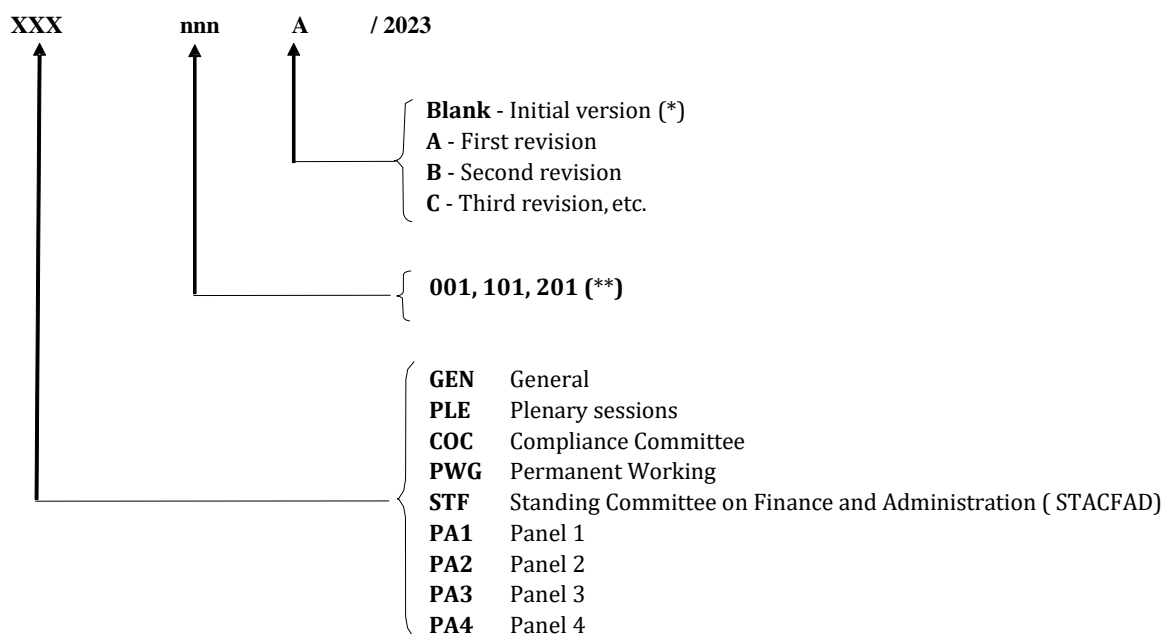 XXX nnn A / 2023
Blank - Initial version (*)
A - First revision
B - Second revision
C - Third revision, etc.
001, 101, 201 (**)
GEN General
PLE Plenary sessions
COC Compliance Committee
PWG Permanent Working
STF Standing Committee on Finance and Administration ( STACFAD)
PA1 Panel 1
PA2 Panel 2
PA3 Panel 3
PA4 Panel 4